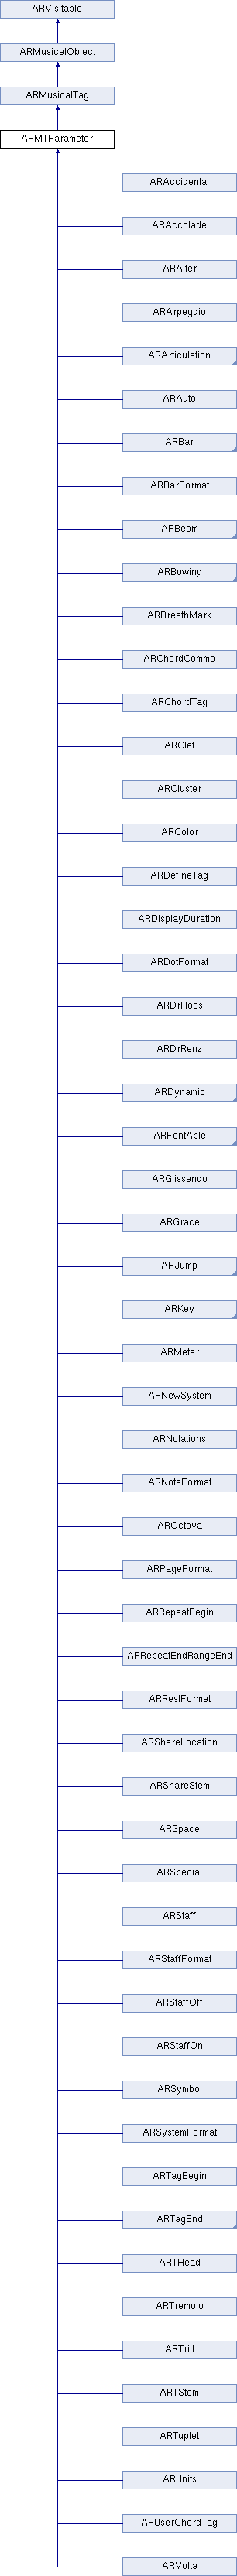 ARVisitable
ARMusicalObject
ARMusicalTag
ARMTParameter
ARAccidental
ARAccolade
ARAlter
ARArpeggio
ARArticulation
ARAuto
ARBar
ARBarFormat
ARBeam
ARBowing
ARBreathMark
ARChordComma
ARChordTag
ARClef
ARCluster
ARColor
ARDefineTag
ARDisplayDuration
ARDotFormat
ARDrHoos
ARDrRenz
ARDynamic
ARFontAble
ARGlissando
ARGrace
ARJump
ARKey
ARMeter
ARNewSystem
ARNotations
ARNoteFormat
AROctava
ARPageFormat
ARRepeatBegin
ARRepeatEndRangeEnd
ARRestFormat
ARShareLocation
ARShareStem
ARSpace
ARSpecial
ARStaff
ARStaffFormat
ARStaffOff
ARStaffOn
ARSymbol
ARSystemFormat
ARTagBegin
ARTagEnd
ARTHead
ARTremolo
ARTrill
ARTStem
ARTuplet
ARUnits
ARUserChordTag
ARVolta